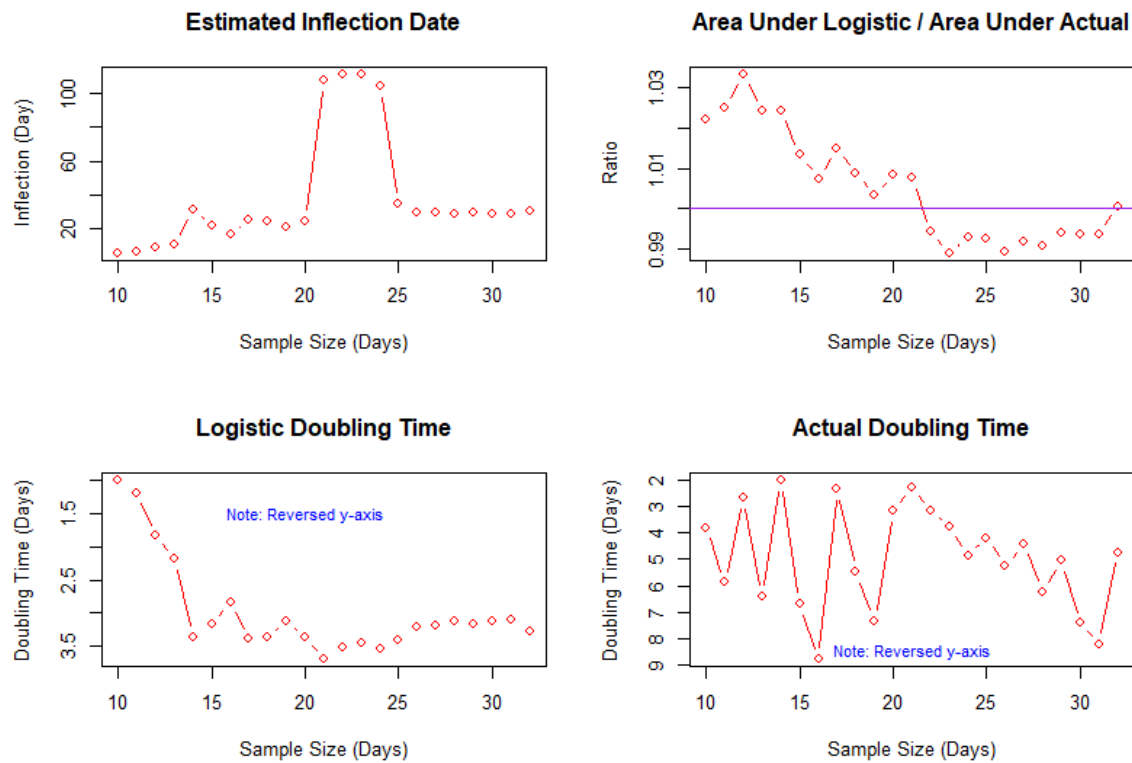 Estimated Inflection Date
Inflection (Day)
100
60
20
10 15 20 25 30
Sample Size (Days)
Area Under Logistic / Area Under Actual
Ratio
1.03
1.01
0.99
10 15 20 25 30
Sample Size (Days)
Logistic Doubling Time
Doubling Time (Days)
1.5
2.5
3.5
Note: Reversed y-axis
10 15 20 25 30
Sample Size (Days)
Actual Doubling Time
Doubling Time (Days)
2
3
4
5
6
7
8
9
Note: Reversed y-axis
10 15 20 25 30
Sample Size (Days)